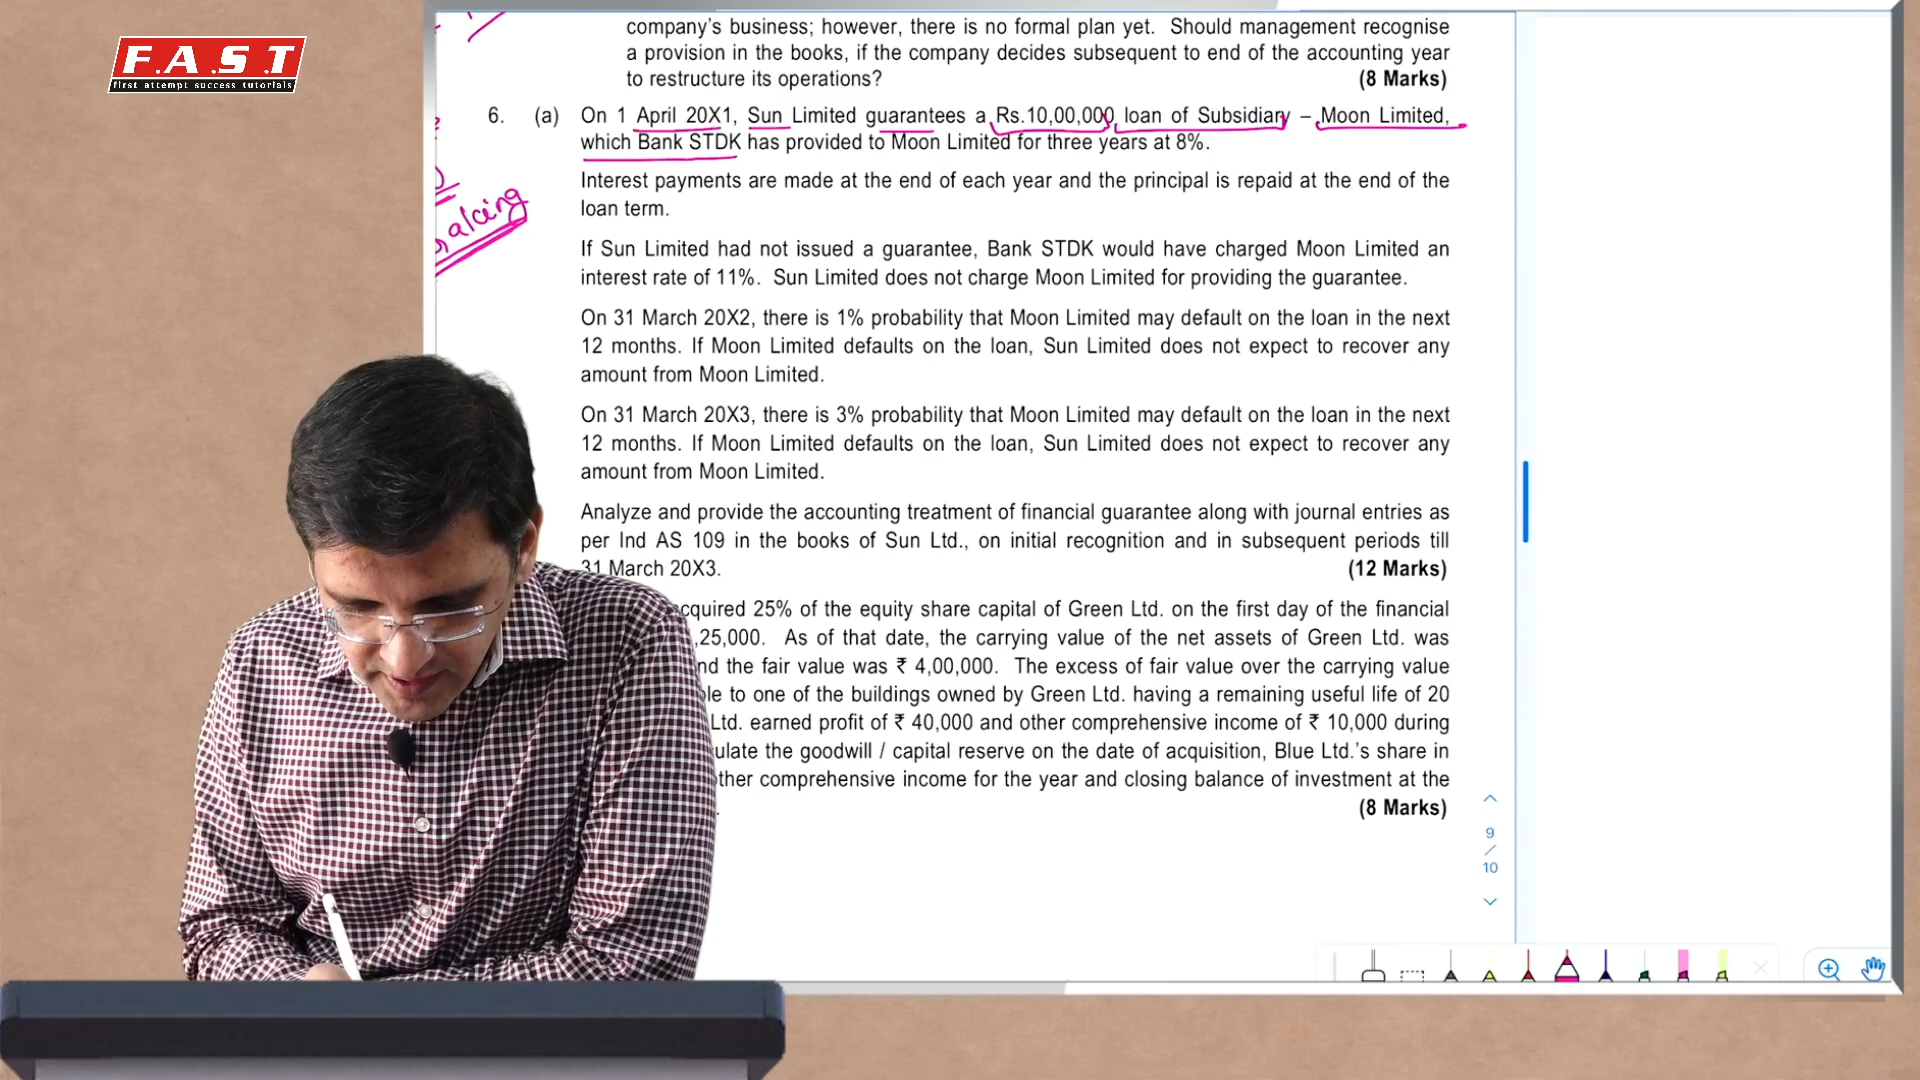 F.A.S.T
first attempt success tutorials
company's business; however, there is no formal plan yet. Should management recognise
a provision in the books, if the company decides subsequent to end of the accounting year
to restructure its operations? (8 Marks)
6. (a) On 1 April 20X1, Sun Limited guarantees a Rs.10,00,000 loan of Subsidiary – Moon Limited,
which Bank STDK has provided to Moon Limited for three years at 8%.
Interest payments are made at the end of each year and the principal is repaid at the end of the
loan term.
If Sun Limited had not issued a guarantee, Bank STDK would have charged Moon Limited an
interest rate of 11%. Sun Limited does not charge Moon Limited for providing the guarantee.
On 31 March 20X2, there is 1% probability that Moon Limited may default on the loan in the next
12 months. If Moon Limited defaults on the loan, Sun Limited does not expect to recover any
amount from Moon Limited.
On 31 March 20X3, there is 3% probability that Moon Limited may default on the loan in the next
12 months. If Moon Limited defaults on the loan, Sun Limited does not expect to recover any
amount from Moon Limited.
Analyze and provide the accounting treatment of financial guarantee along with journal entries as
per Ind AS 109 in the books of Sun Ltd., on initial recognition and in subsequent periods till
31 March 20X3. (12 Marks)
cquired 25% of the equity share capital of Green Ltd. on the first day of the financial
,25,000. As of that date, the carrying value of the net assets of Green Ltd. was
nd the fair value was ₹ 4,00,000. The excess of fair value over the carrying value
le to one of the buildings owned by Green Ltd. having a remaining useful life of 20
Ltd. earned profit of ₹ 40,000 and other comprehensive income of ₹ 10,000 during
ulate the goodwill / capital reserve on the date of acquisition, Blue Ltd.'s share in
ther comprehensive income for the year and closing balance of investment at the
(8 Marks)
9
/
10